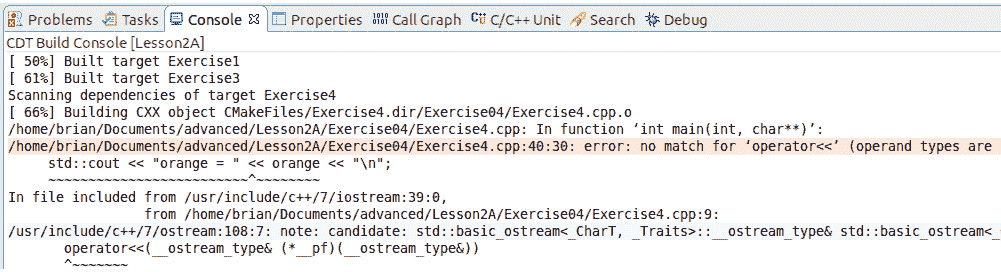 Problems Tasks Console Properties Call Graph C/C++ Unit Search Debug
CDT Build Console [Lesson2A]
[ 50%] Built target Exercise1
[ 61%] Built target Exercise3
Scanning dependencies of target Exercise4
[ 66%] Building CXX object CMakeFiles/Exercise4.dir/Exercise04/Exercise4.cpp.o
/home/brian/Documents/advanced/Lesson2A/Exercise04/Exercise4.cpp: In function ‘int main(int, char**)’:
/home/brian/Documents/advanced/Lesson2A/Exercise04/Exercise4.cpp:40:30: error: no match for ‘operator<<’ (operand types are
std::cout << "orange = " << orange << "\n";
~~~~~~~~~~~~~~~~~~~~~~~~~^~~~~~~~~
In file included from /usr/include/c++/7/iostream:39:0,
from /home/brian/Documents/advanced/Lesson2A/Exercise04/Exercise4.cpp:9:
/usr/include/c++/7/ostream:108:7: note: candidate: std::basic_ostream<_CharT, _Traits>::__ostream_type& std::basic_ostream<_
operator<<(__ostream_type& (*__pf)(__ostream_type&))
^~~~~~~~